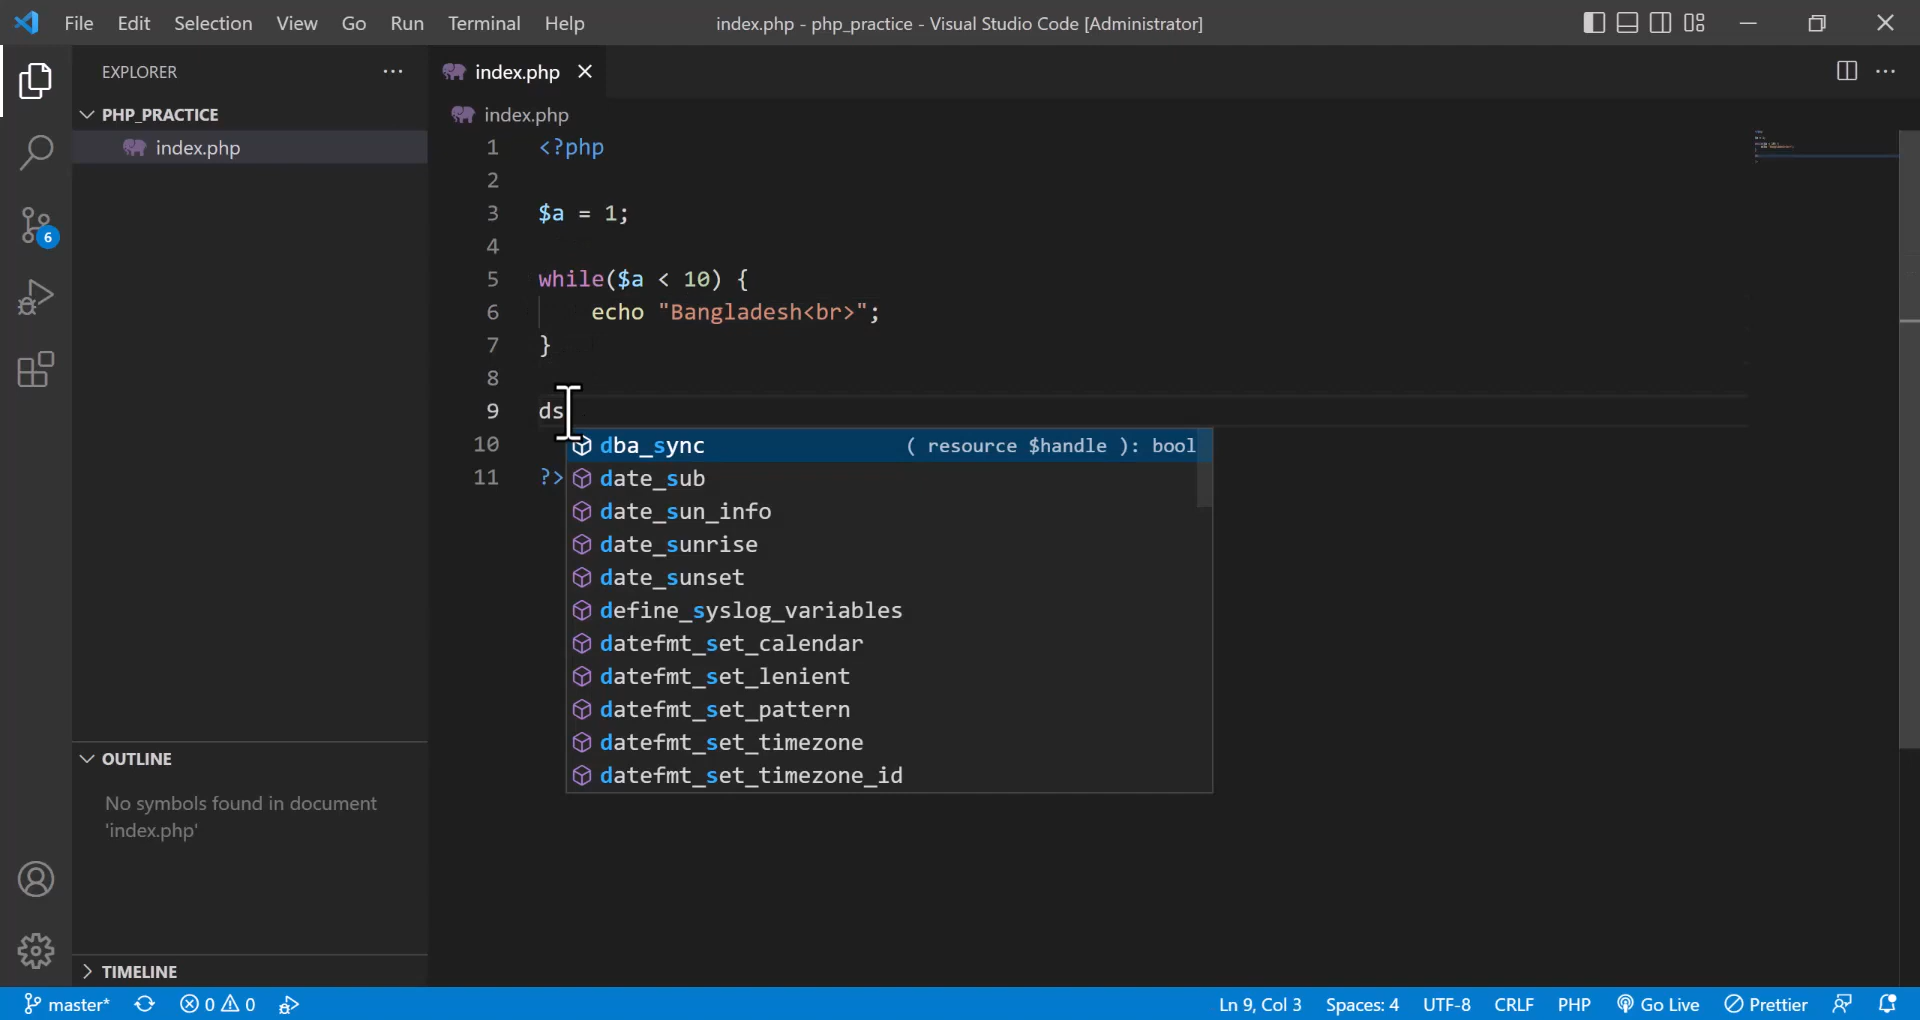 File Edit Selection View Go Run Terminal Help
index.php - php_practice - Visual Studio Code [Administrator]
EXPLORER
PHP_PRACTICE
index.php
6
OUTLINE
No symbols found in document
'index.php'
TIMELINE
index.php
index.php
1 <?php
2
3 $a = 1;
4
5 while($a < 10) {
6 echo "Bangladesh<br>";
7 }
8
9 ds
10
11 ?>
dba_sync ( resource $handle ): bool
date_sub
date_sun_info
date_sunrise
date_sunset
define_syslog_variables
datefmt_set_calendar
datefmt_set_lenient
datefmt_set_pattern
datefmt_set_timezone
datefmt_set_timezone_id
master* 0 0 Ln 9, Col 3 Spaces: 4 UTF-8 CRLF PHP Go Live Prettier